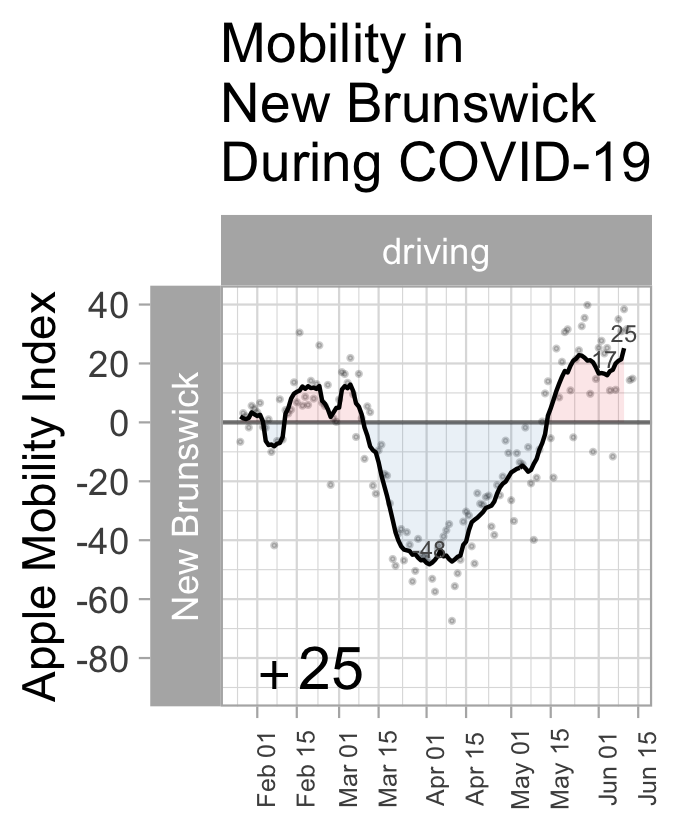 Mobility in
New Brunswick
During COVID-19
driving
Apple Mobility Index
New Brunswick
40
20
0
-20
-40
-60
-80
25
17
-48
+25
Feb 01
Feb 15
Mar 01
Mar 15
Apr 01
Apr 15
May 01
May 15
Jun 01
Jun 15